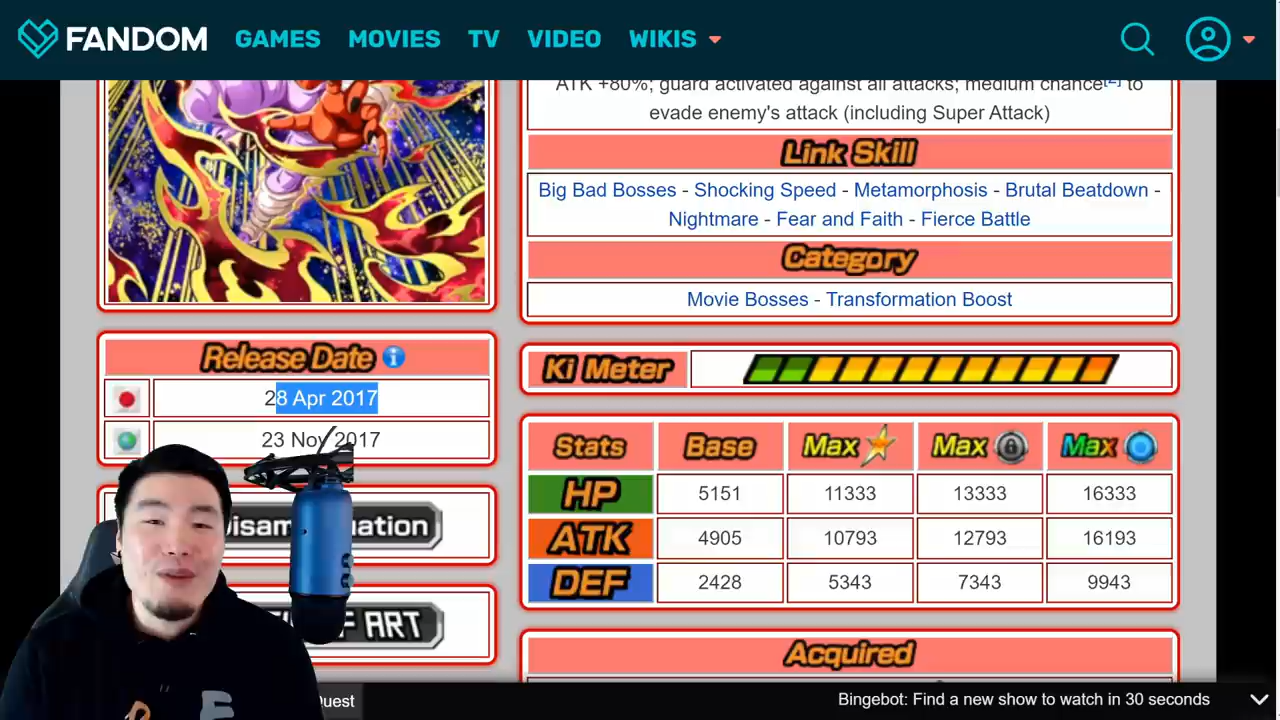 FANDOM GAMES MOVIES TV VIDEO WIKIS
ATK +80%; guard activated against all attacks; medium chance[2] to
evade enemy's attack (including Super Attack)
Link Skill
Big Bad Bosses - Shocking Speed - Metamorphosis - Brutal Beatdown -
Nightmare - Fear and Faith - Fierce Battle
Category
Movie Bosses - Transformation Boost
Release Date i
28 Apr 2017
23 Nov 2017
Ki Meter
Stats Base Max Max Max
HP 5151 11333 13333 16333
ATK 4905 10793 12793 16193
DEF 2428 5343 7343 9943
ART
Acquired
Bingebot: Find a new show to watch in 30 seconds